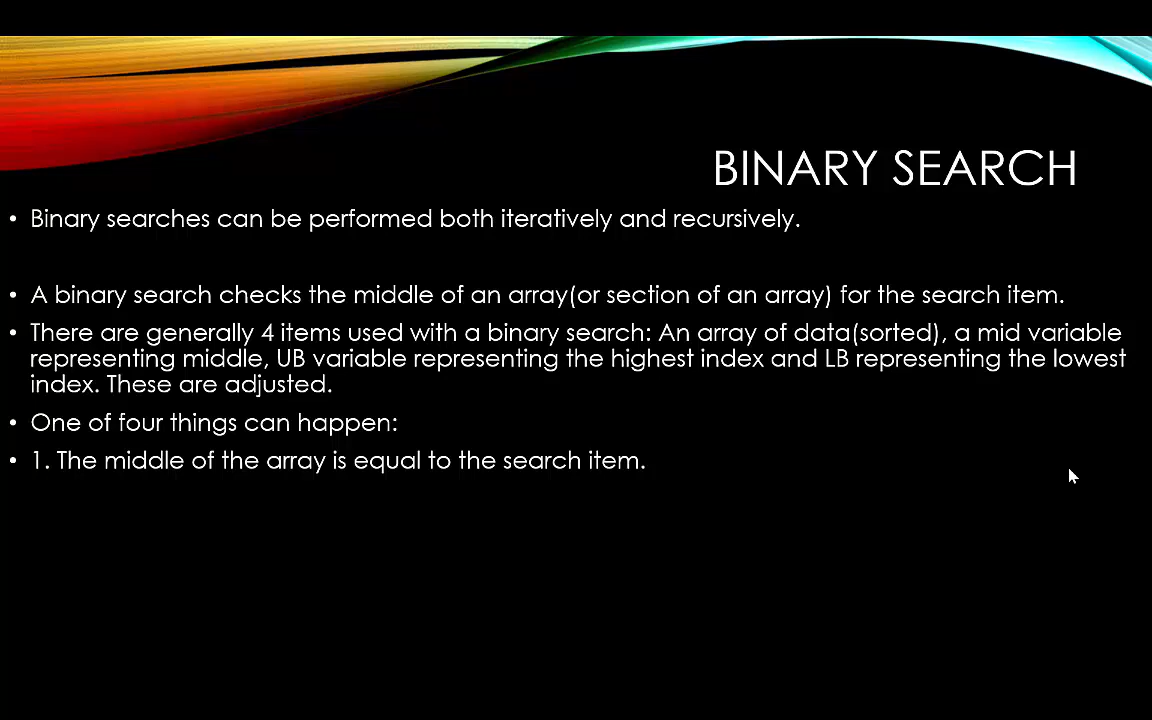 BINARY SEARCH
• Binary searches can be performed both iteratively and recursively.
• A binary search checks the middle of an array(or section of an array) for the search item.
• There are generally 4 items used with a binary search: An array of data(sorted), a mid variable
representing middle, UB variable representing the highest index and LB representing the lowest
index. These are adjusted.
• One of four things can happen:
• 1. The middle of the array is equal to the search item.